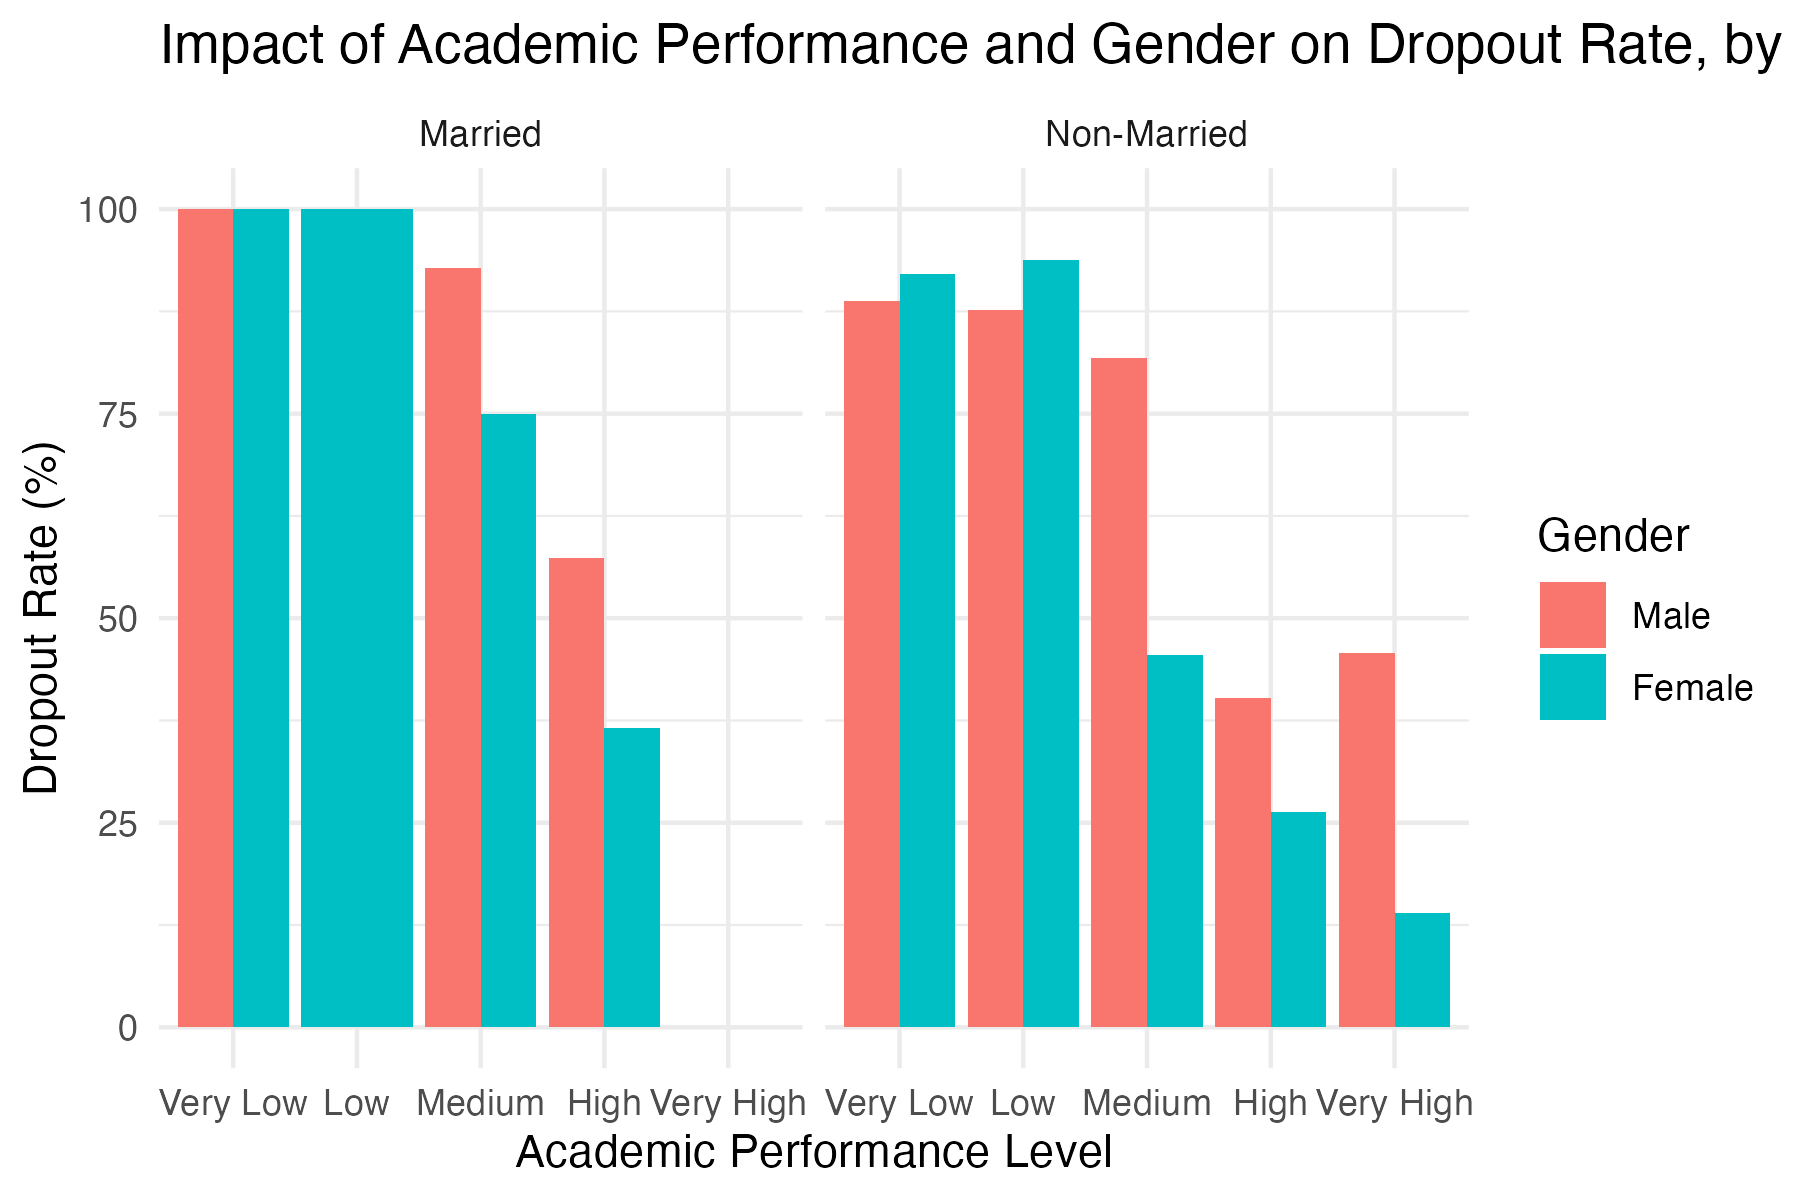 Impact of Academic Performance and Gender on Dropout Rate, by
Married
Non-Married
100
75
50
25
0
Dropout Rate (%)
Very Low Low Medium High Very High
Very Low Low Medium High Very High
Academic Performance Level
Gender
Male
Female